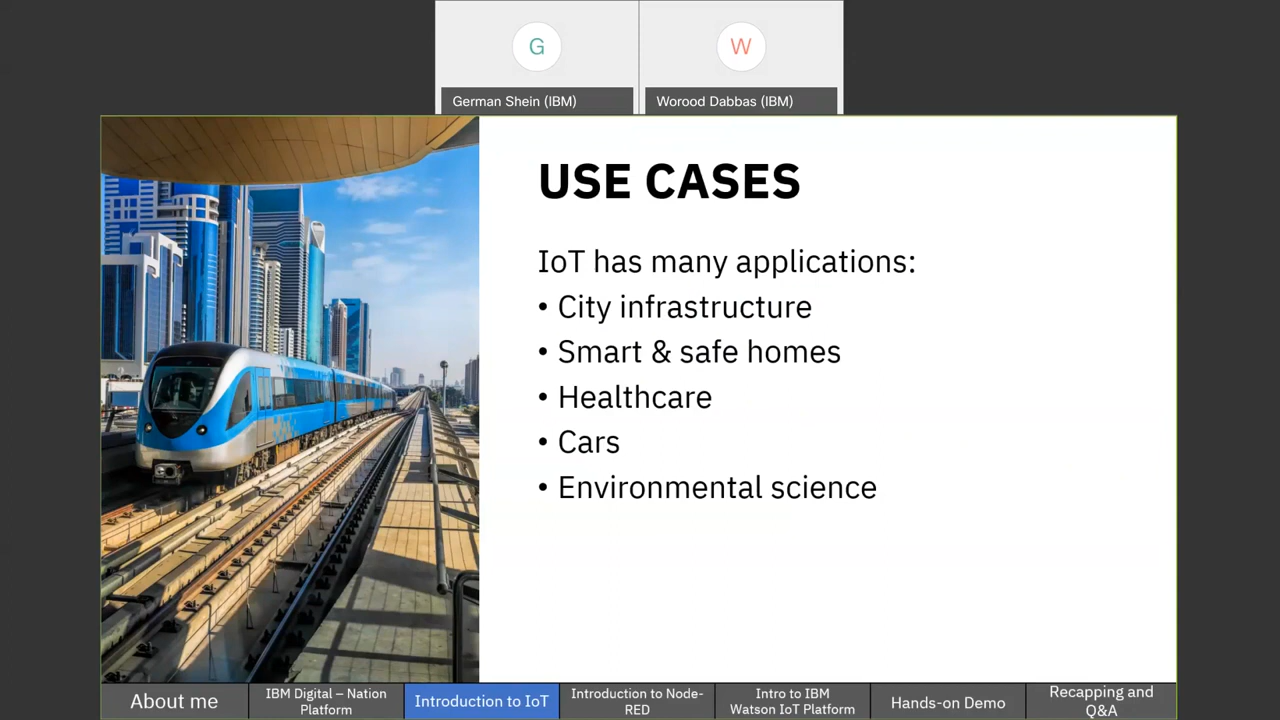 G
W
German Shein (IBM)
Worood Dabbas (IBM)
USE CASES
IoT has many applications:
• City infrastructure
• Smart & safe homes
• Healthcare
• Cars
• Environmental science
About me
IBM Digital – Nation
Platform
Introduction to IoT
Introduction to Node-
RED
Intro to IBM
Watson IoT Platform
Hands-on Demo
Recapping and
Q&A